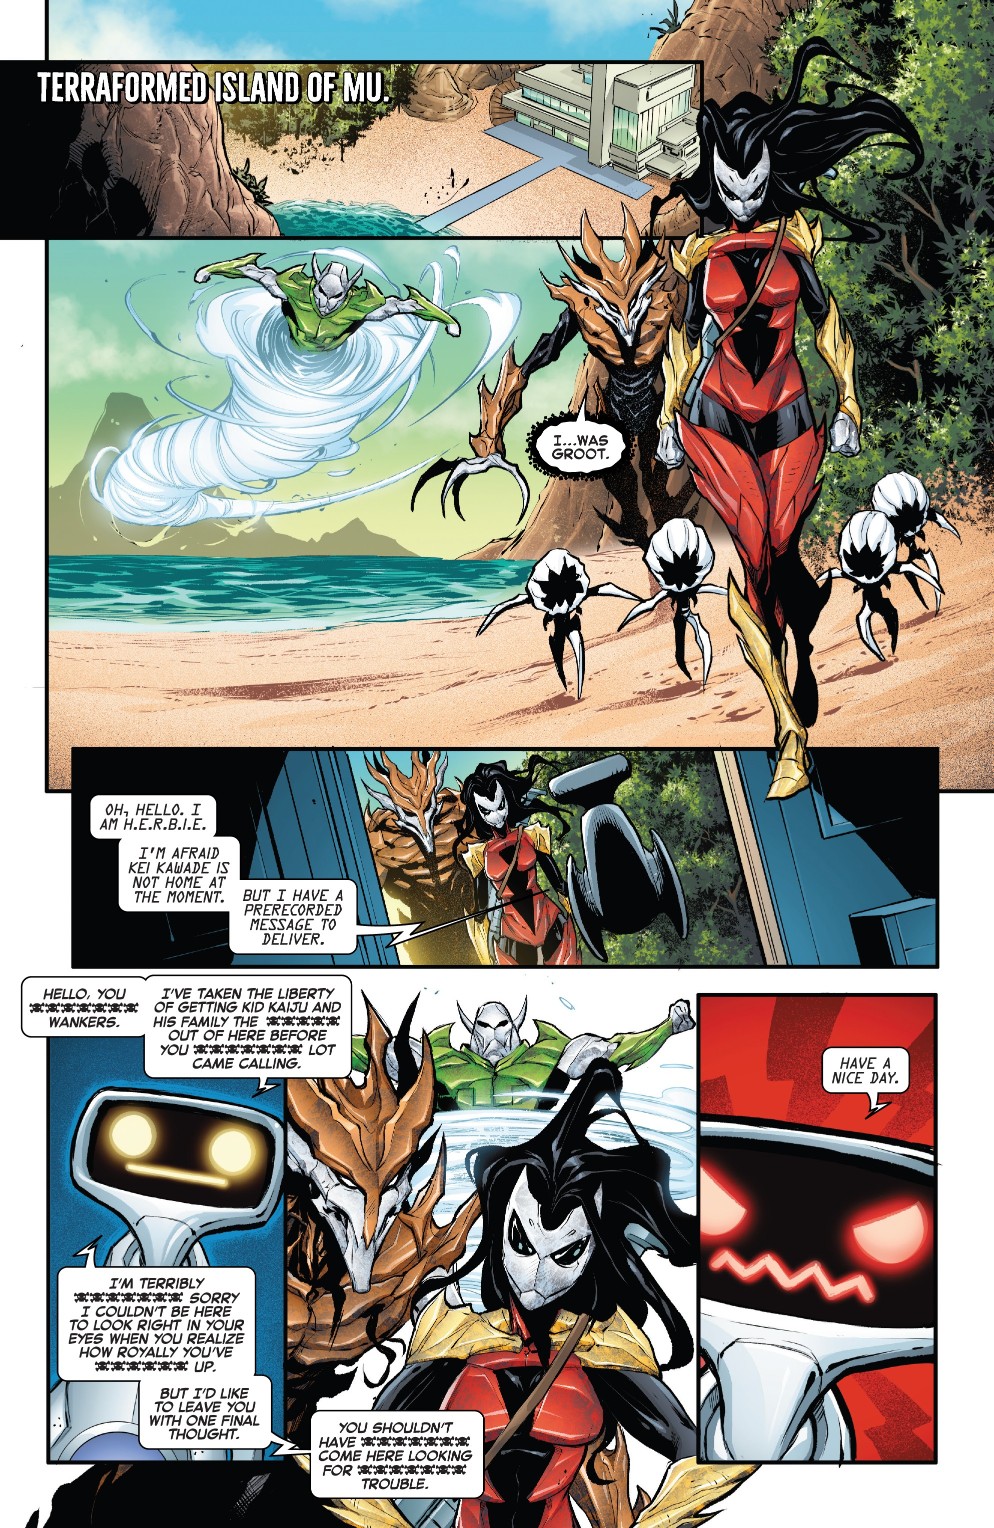 TERRAFORMED ISLAND OF MU.
I...WAS
GROOT.
OH, HELLO. I
AM H.E.R.B.I.E.
I'M AFRAID
KEI KAWADE IS
NOT HOME AT
THE MOMENT.
BUT I HAVE A
PRERECORDED
MESSAGE TO
DELIVER.
HELLO, YOU
☠☠☠☠☠☠☠
WANKERS.
I'VE TAKEN THE LIBERTY
OF GETTING KID KAIJU AND
HIS FAMILY THE ☠☠☠☠☠
OUT OF HERE BEFORE
YOU ☠☠☠☠☠☠☠ LOT
CAME CALLING.
I'M TERRIBLY
☠☠☠☠☠☠☠ SORRY
I COULDN'T BE HERE
TO LOOK RIGHT IN YOUR
EYES WHEN YOU REALIZE
HOW ROYALLY YOU'VE
☠☠☠☠☠☠ UP.
BUT I'D LIKE
TO LEAVE YOU
WITH ONE FINAL
THOUGHT.
YOU SHOULDN'T
HAVE ☠☠☠☠☠☠☠
COME HERE LOOKING
FOR ☠☠☠☠☠☠☠
TROUBLE.
HAVE A
NICE DAY.